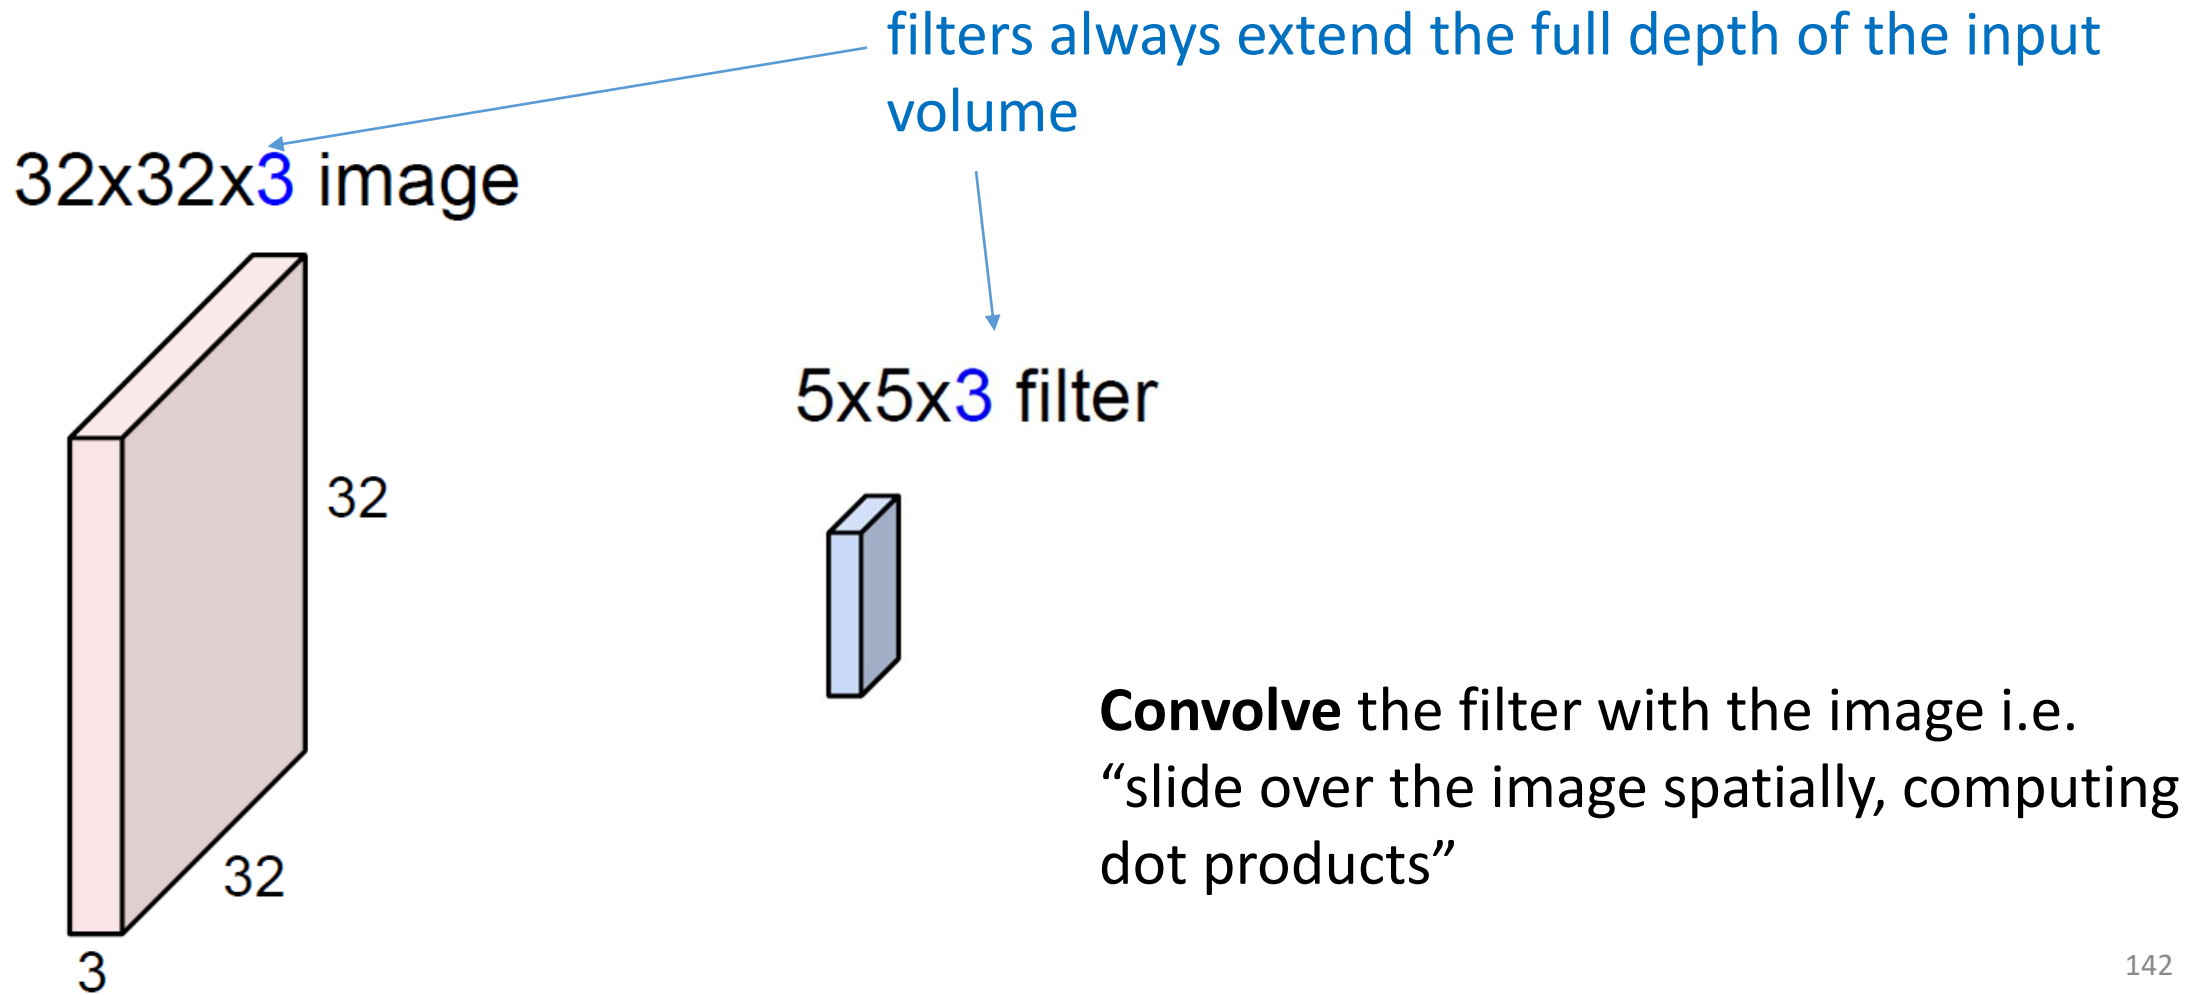 filters always extend the full depth of the input
volume
32x32x3 image
32
5x5x3 filter
32
3
Convolve the filter with the image i.e.
“slide over the image spatially, computing
dot products”
142